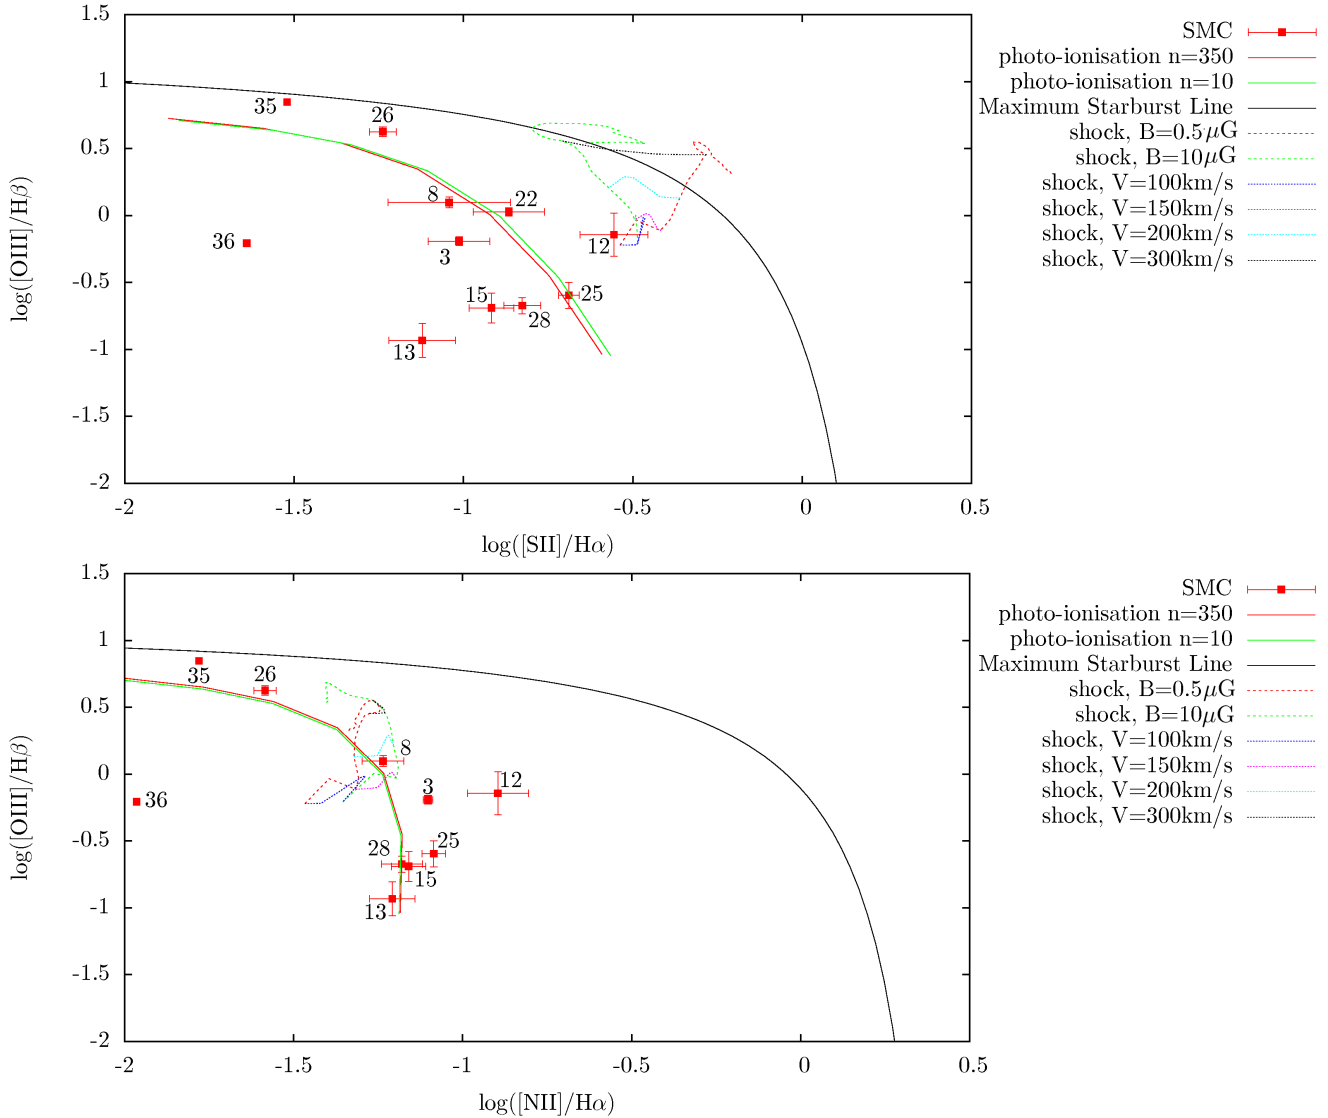 1.5
1
0.5
0
-0.5
-1
-1.5
-2
-2 -1.5 -1 -0.5 0 0.5
log([OIII]/Hβ)
log([SII]/Hα)
35
26
8
22
36
3
12
15
28
25
13
SMC
photo-ionisation n=350
photo-ionisation n=10
Maximum Starburst Line
shock, B=0.5μG
shock, B=10μG
shock, V=100km/s
shock, V=150km/s
shock, V=200km/s
shock, V=300km/s
1.5
1
0.5
0
-0.5
-1
-1.5
-2
-2 -1.5 -1 -0.5 0 0.5
log([OIII]/Hβ)
log([NII]/Hα)
35
26
8
36
3
12
28
25
15
13
SMC
photo-ionisation n=350
photo-ionisation n=10
Maximum Starburst Line
shock, B=0.5μG
shock, B=10μG
shock, V=100km/s
shock, V=150km/s
shock, V=200km/s
shock, V=300km/s